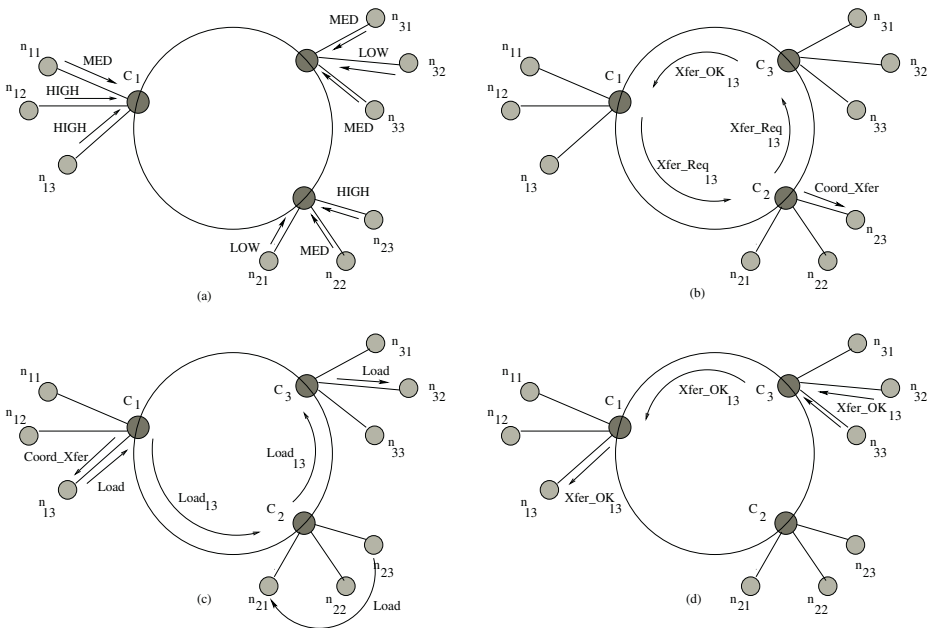 MED
n31
LOW
n32
MED
n33
n11
MED
C1
n12
HIGH
HIGH
n13
HIGH
n23
LOW
MED
n21
n22
(a)
n31
n32
n33
C3
Xfer_OK13
n11
C1
n12
n13
Xfer_Req13
Xfer_Req13
C2
Coord_Xfer
n23
n21
n22
(b)
n31
Load
n32
n33
C3
n11
C1
n12
Coord_Xfer
Load
n13
Load13
Load13
C2
n23
n21
n22
Load
(c)
n31
n32
Xfer_OK13
n33
C3
Xfer_OK13
n11
C1
n12
n13
Xfer_OK13
C2
n23
n21
n22
(d)